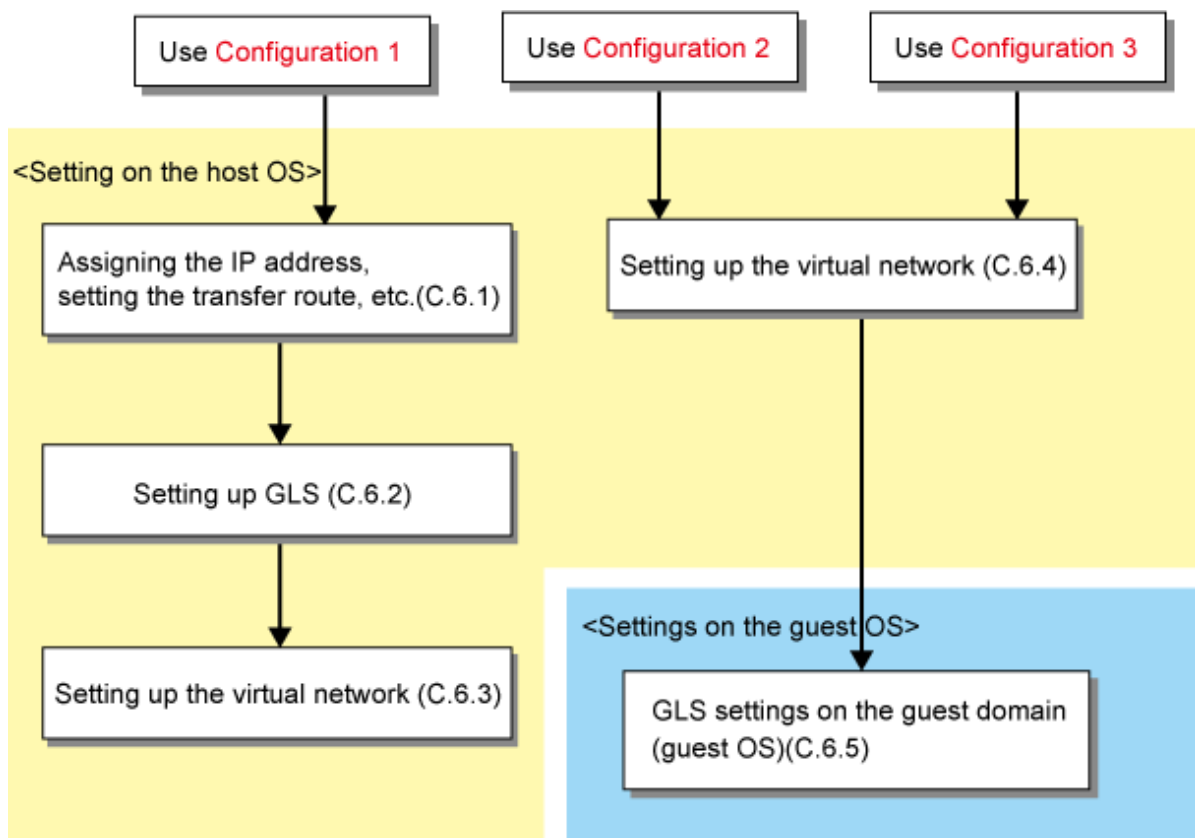 Use Configuration 1
Use Configuration 2
Use Configuration 3
<Setting on the host OS>
Assigning the IP address,
setting the transfer route, etc.(C.6.1)
Setting up the virtual network (C.6.4)
Setting up GLS (C.6.2)
Setting up the virtual network (C.6.3)
<Settings on the guest OS>
GLS settings on the guest domain
(guest OS)(C.6.5)